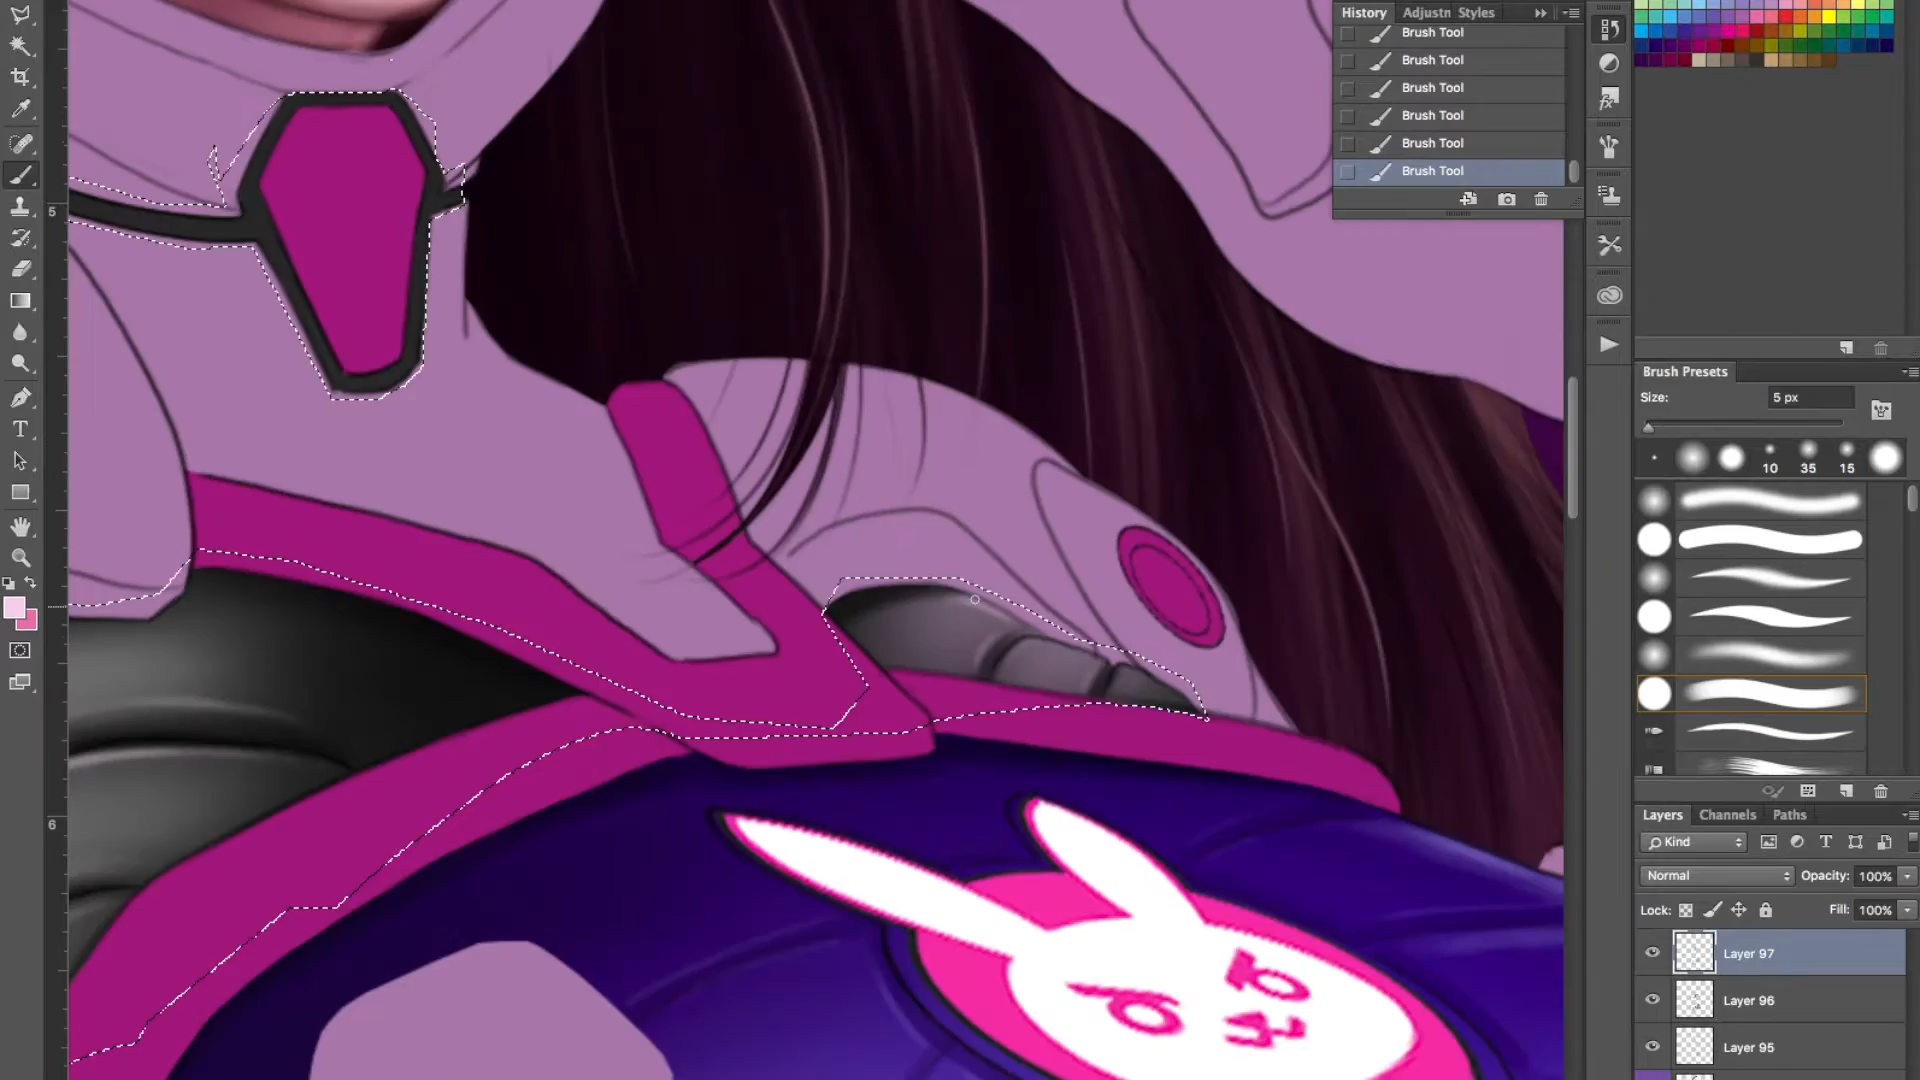 History Adjustn Styles
Brush Tool
Brush Tool
Brush Tool
Brush Tool
Brush Tool
Brush Tool
5
6
Brush Presets
Size: 5 px
10 35 15
Layers Channels Paths
Kind
Normal Opacity: 100%
Lock: Fill: 100%
Layer 97
Layer 96
Layer 95